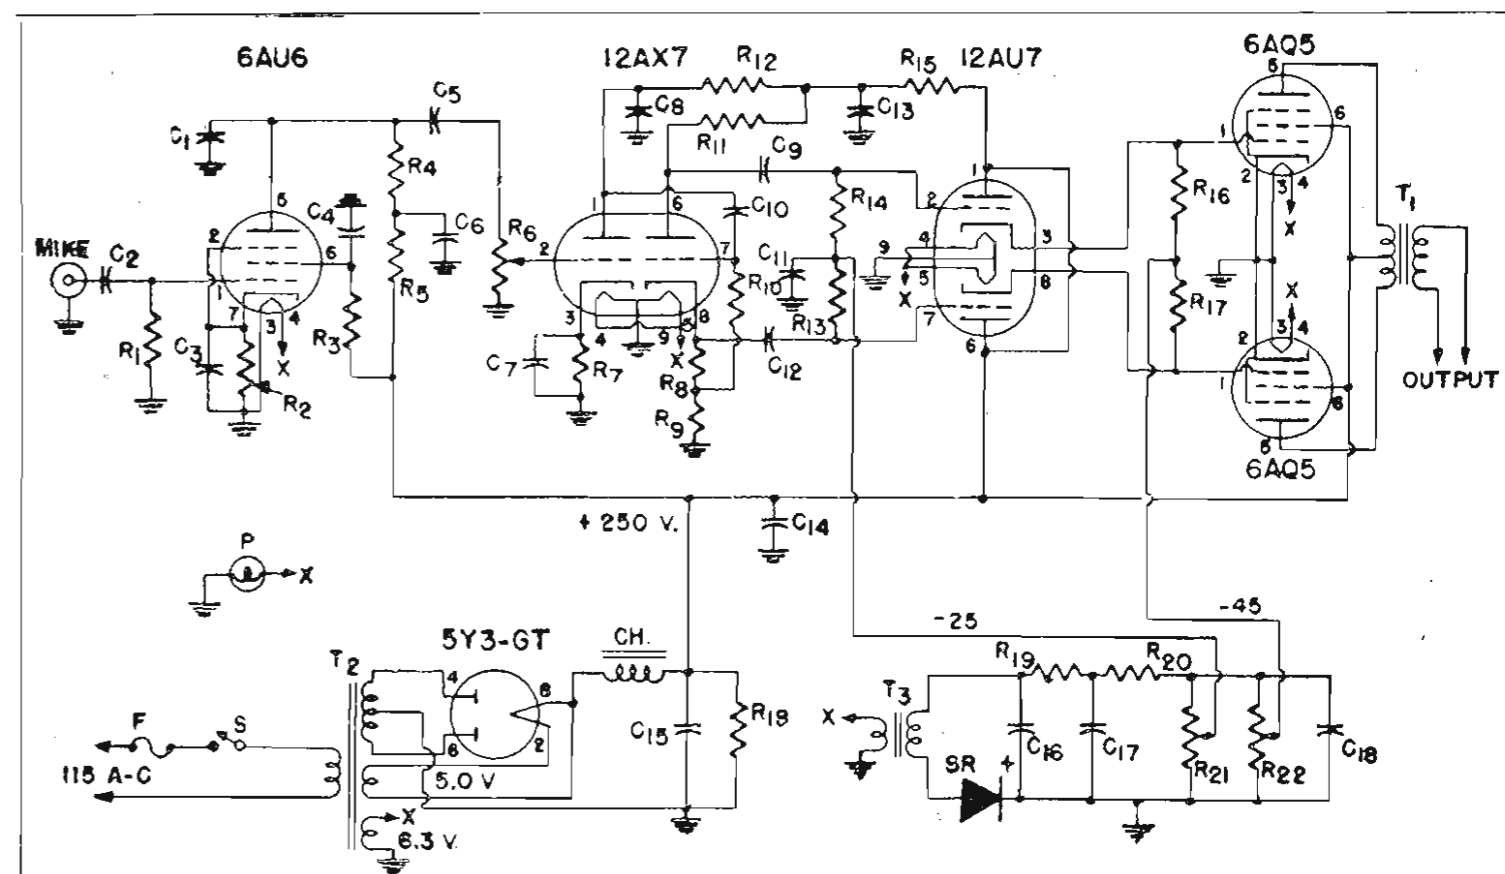 6AU6
12AX7
12AU7
6AQ5
R12
R15
5
C5
C8
C13
C1
R11
6
1
R4
C9
2
3
4
R16
T1
X
C4
C6
R6
1
6
C10
R14
1
2
5
MIKE
C2
2
6
1
7
3
4
R5
2
7
R10
C11
4
9
5
X
3
8
7
6
R17
X
R1
C3
X
R3
R2
3
4
9
5
8
X
C7
R7
R8
R9
R13
C12
2
3
4
1
6
5
6AQ5
OUTPUT
+ 250 V.
C14
P
X
-25
-45
5Y3-GT
CH.
T2
4
8
6
2
C15
R18
R19
R20
T3
X
F
S
C16
C17
R21
R22
C18
115 A-C
5.0 V
SR
+
X
6.3 V.